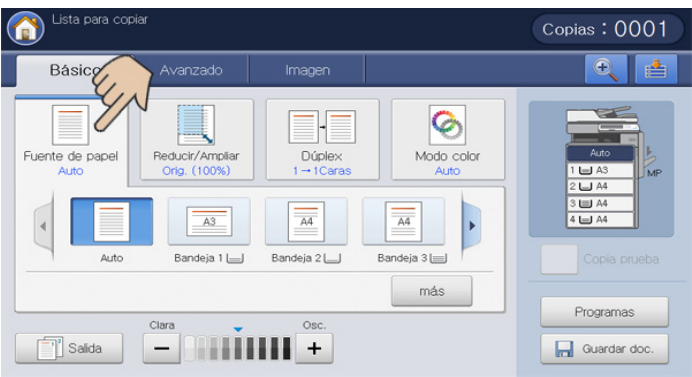 Lista para copiar
Copias : 0001
Básico
Avanzado
Imagen
Fuente de papel
Auto
Reducir/Ampliar
Orig. (100%)
Dúplex
1→1Caras
Modo color
Auto
A3
A4
A4
Auto
Bandeja 1
Bandeja 2
Bandeja 3
más
Clara
Osc.
Salida
Auto
1 A3
2 A4
3 A4
4 A4
MP
Copia prueba
Programas
Guardar doc.